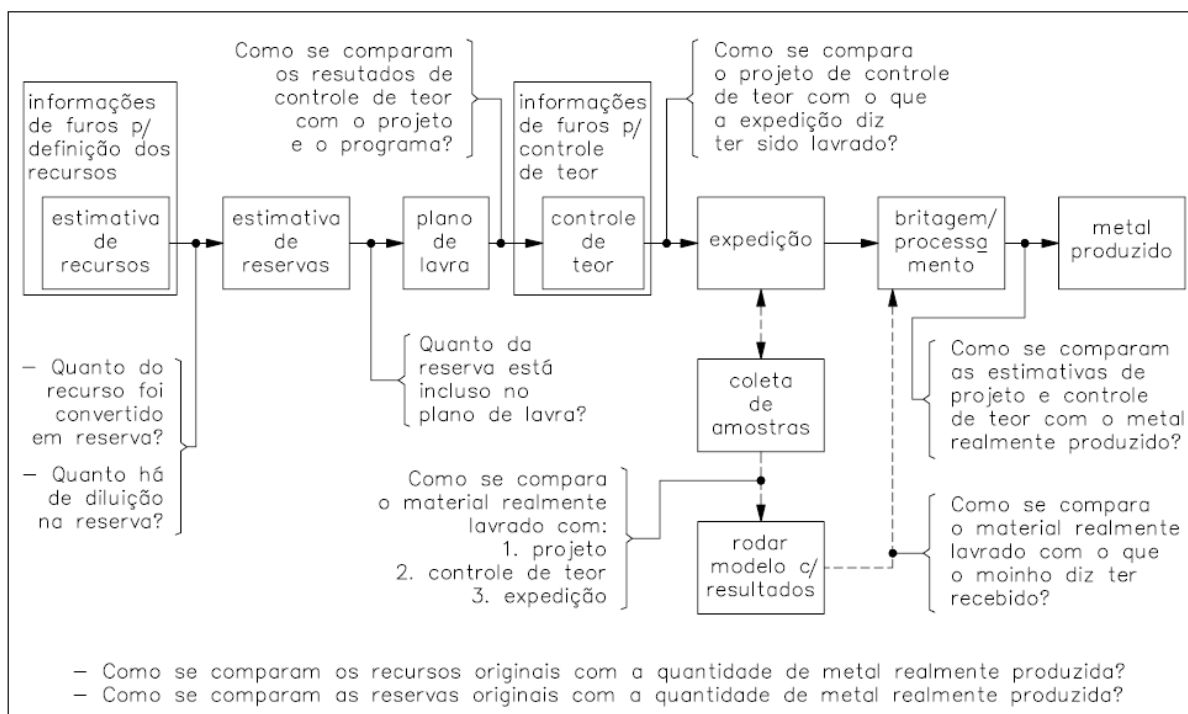 Como se comparam
os resutados de
controle de teor
com o projeto
e o programa?
Como se compara
o projeto de controle
de teor com o que
a expedição diz
ter sido lavrado?
informações
de furos p/
definição dos
recursos
estimativa
de
recursos
estimativa
de
reservas
plano
de
lavra
informações
de furos p/
controle
de teor
controle
de
teor
expedição
britagem/
processa
mento
metal
produzido
– Quanto do
recurso foi
convertido
em reserva?
– Quanto há
de diluição
na reserva?
Quanto da
reserva está
incluso no
plano de lavra?
coleta
de
amostras
Como se comparam
as estimativas de
projeto e controle
de teor com o metal
realmente produzido?
Como se compara
o material realmente
lavrado com:
1. projeto
2. controle de teor
3. expedição
rodar
modelo c/
resultados
Como se compara
o material realmente
lavrado com o que
o moinho diz ter
recebido?
– Como se comparam os recursos originais com a quantidade de metal realmente produzida?
– Como se comparam as reservas originais com a quantidade de metal realmente produzida?